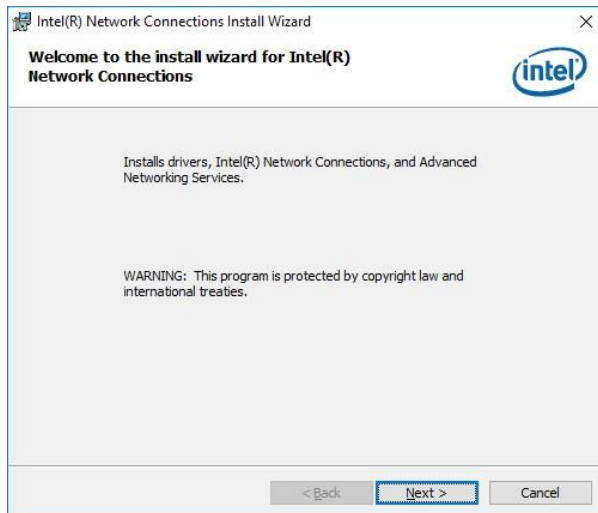 Intel(R) Network Connections Install Wizard
Welcome to the install wizard for Intel(R)
Network Connections
intel
Installs drivers, Intel(R) Network Connections, and Advanced
Networking Services.
WARNING: This program is protected by copyright law and
international treaties.
< Back Next > Cancel